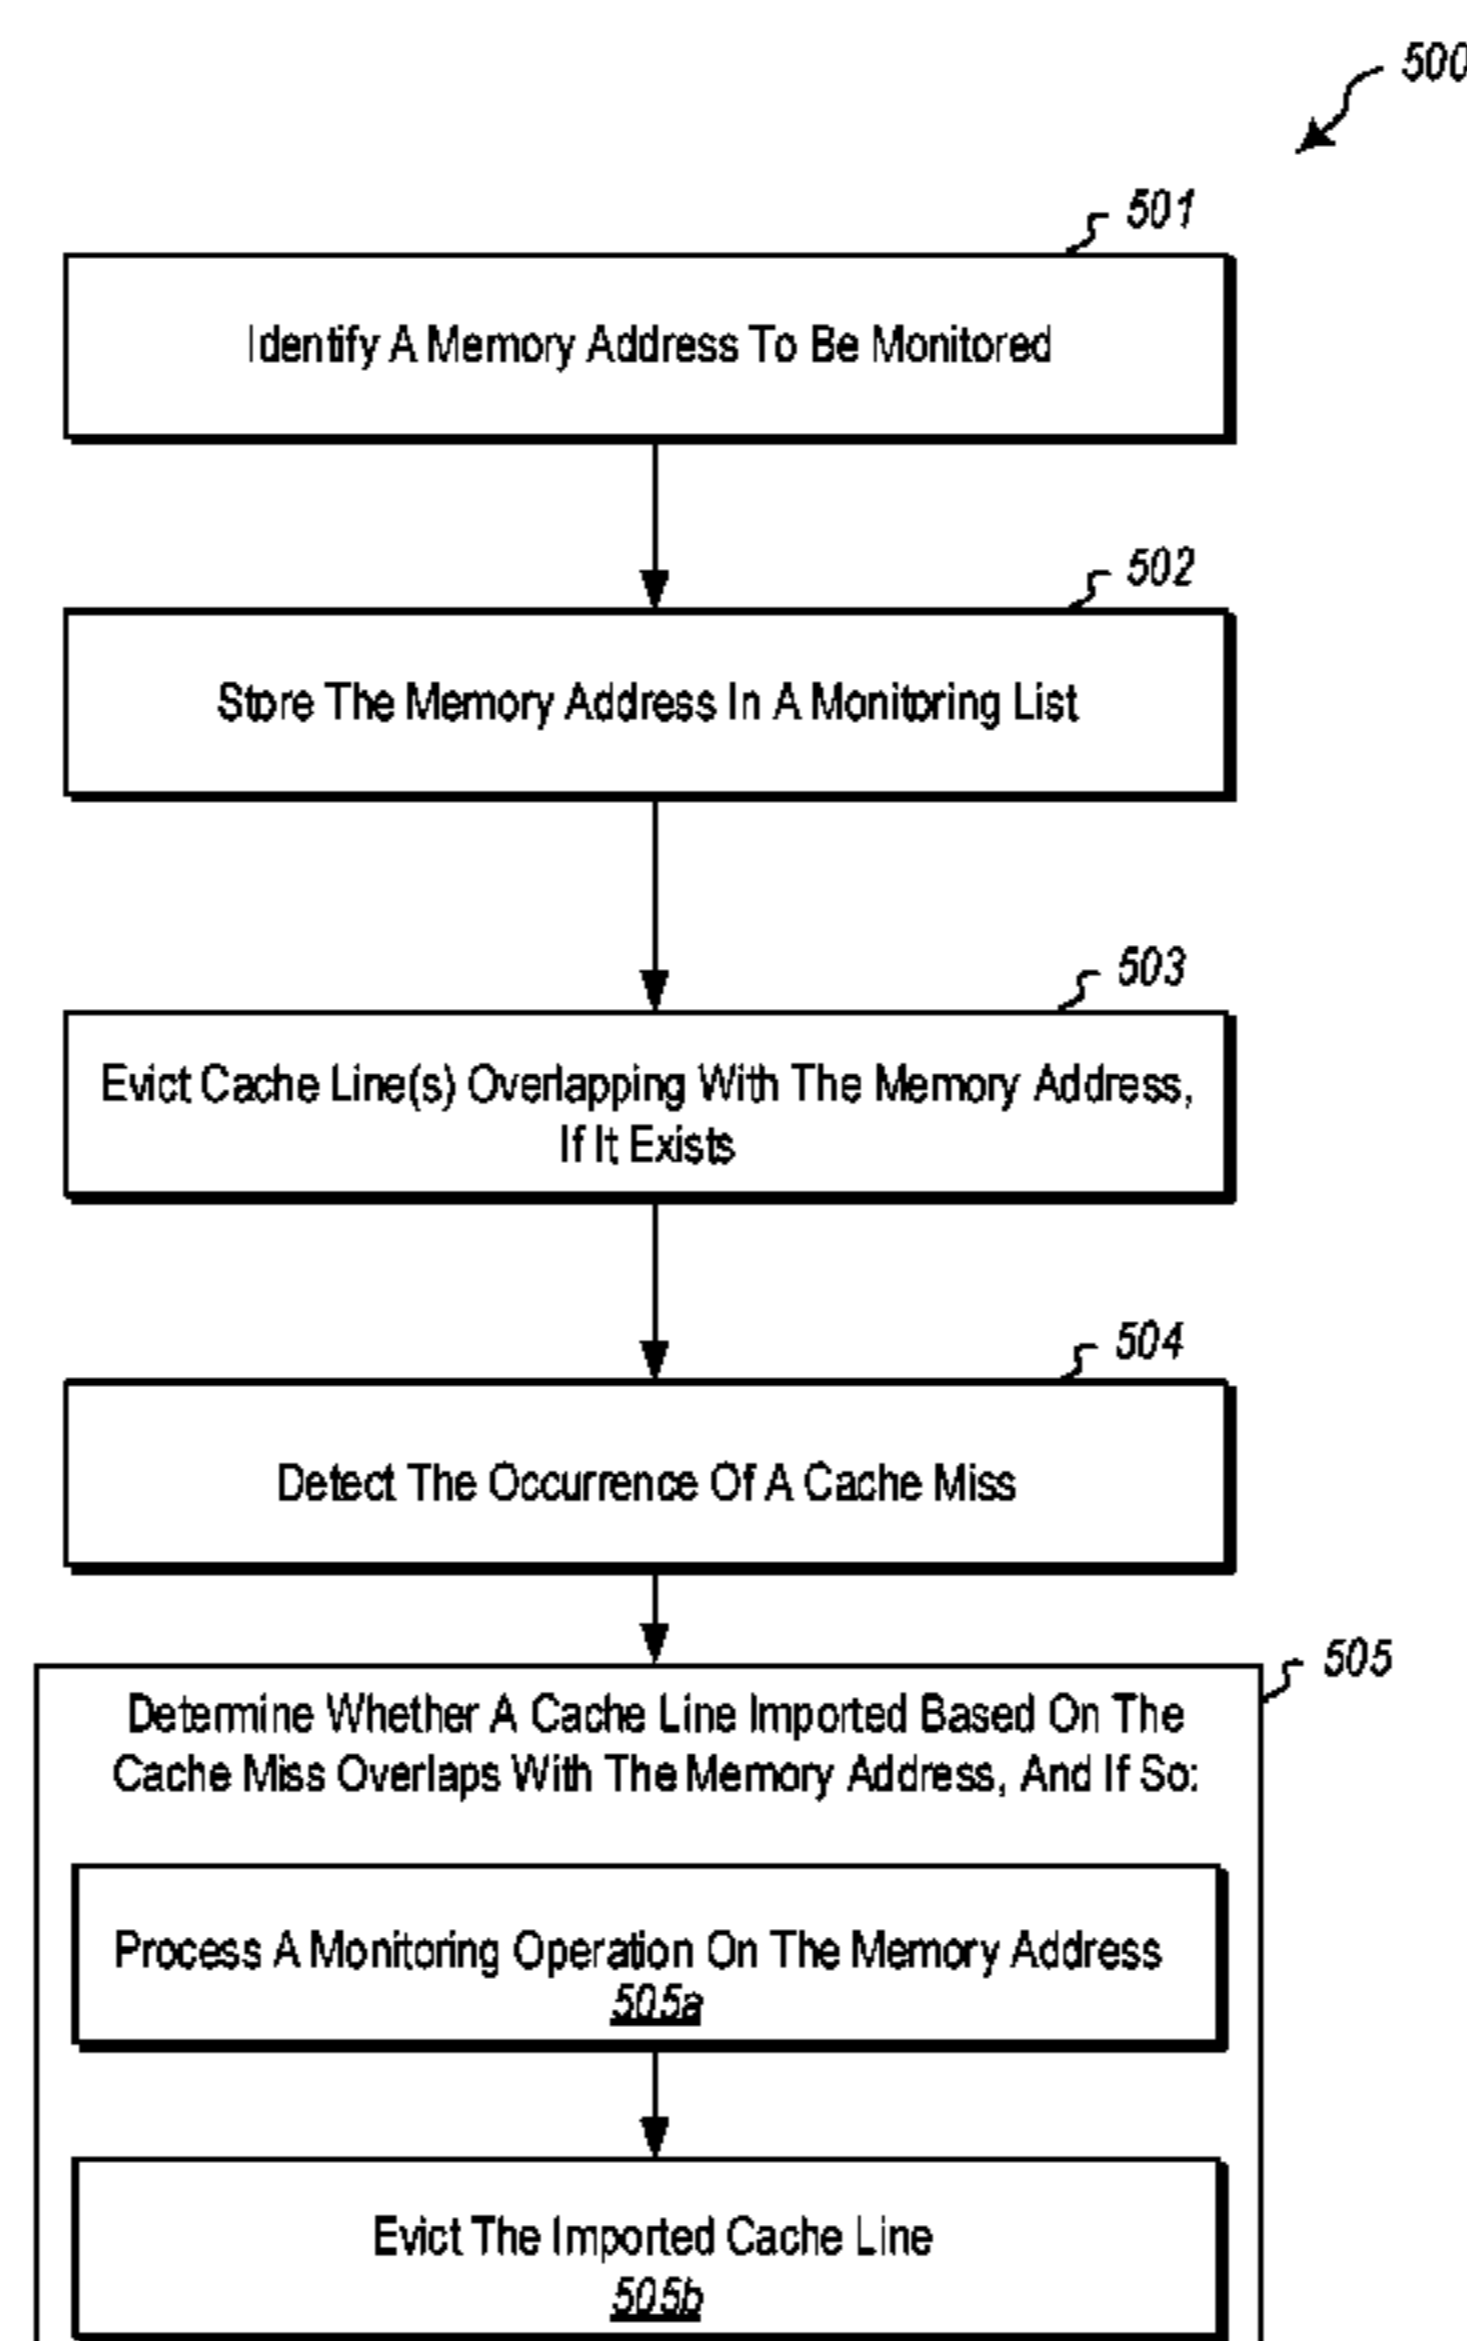 500
501
Identify A Memory Address To Be Monitored
502
Store The Memory Address In A Monitoring List
503
Evict Cache Line(s) Overlapping With The Memory Address,
If It Exists
504
Detect The Occurrence Of A Cache Miss
505
Determine Whether A Cache Line Imported Based On The
Cache Miss Overlaps With The Memory Address, And If So:
Process A Monitoring Operation On The Memory Address
505a
Evict The Imported Cache Line
505b